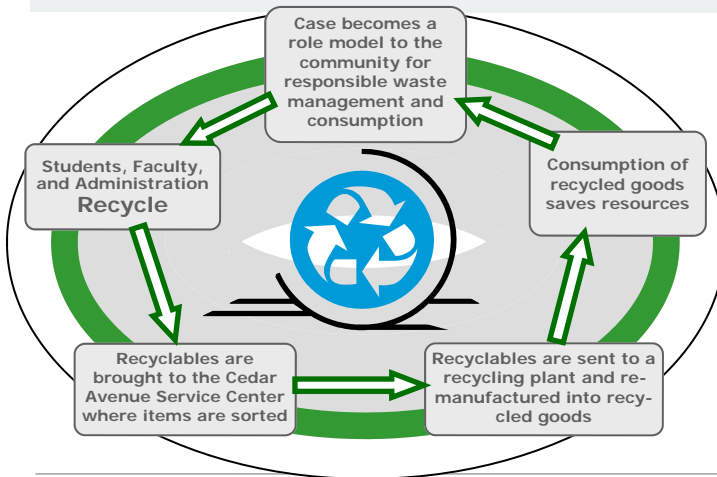 Case becomes a
role model to the
community for
responsible waste
management and
consumption
Students, Faculty,
and Administration
Recycle
Recyclables are
brought to the Cedar
Avenue Service Center
where items are sorted
Recyclables are sent to a
recycling plant and re-
manufactured into recy-
cled goods
Consumption of
recycled goods
saves resources